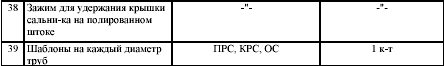 38 Зажим для удержания крышки -"- -"-
сальни-ка на полированном
штоке
39 Шаблоны на каждый диаметр ПРС, КРС, ОС 1 к-т
труб